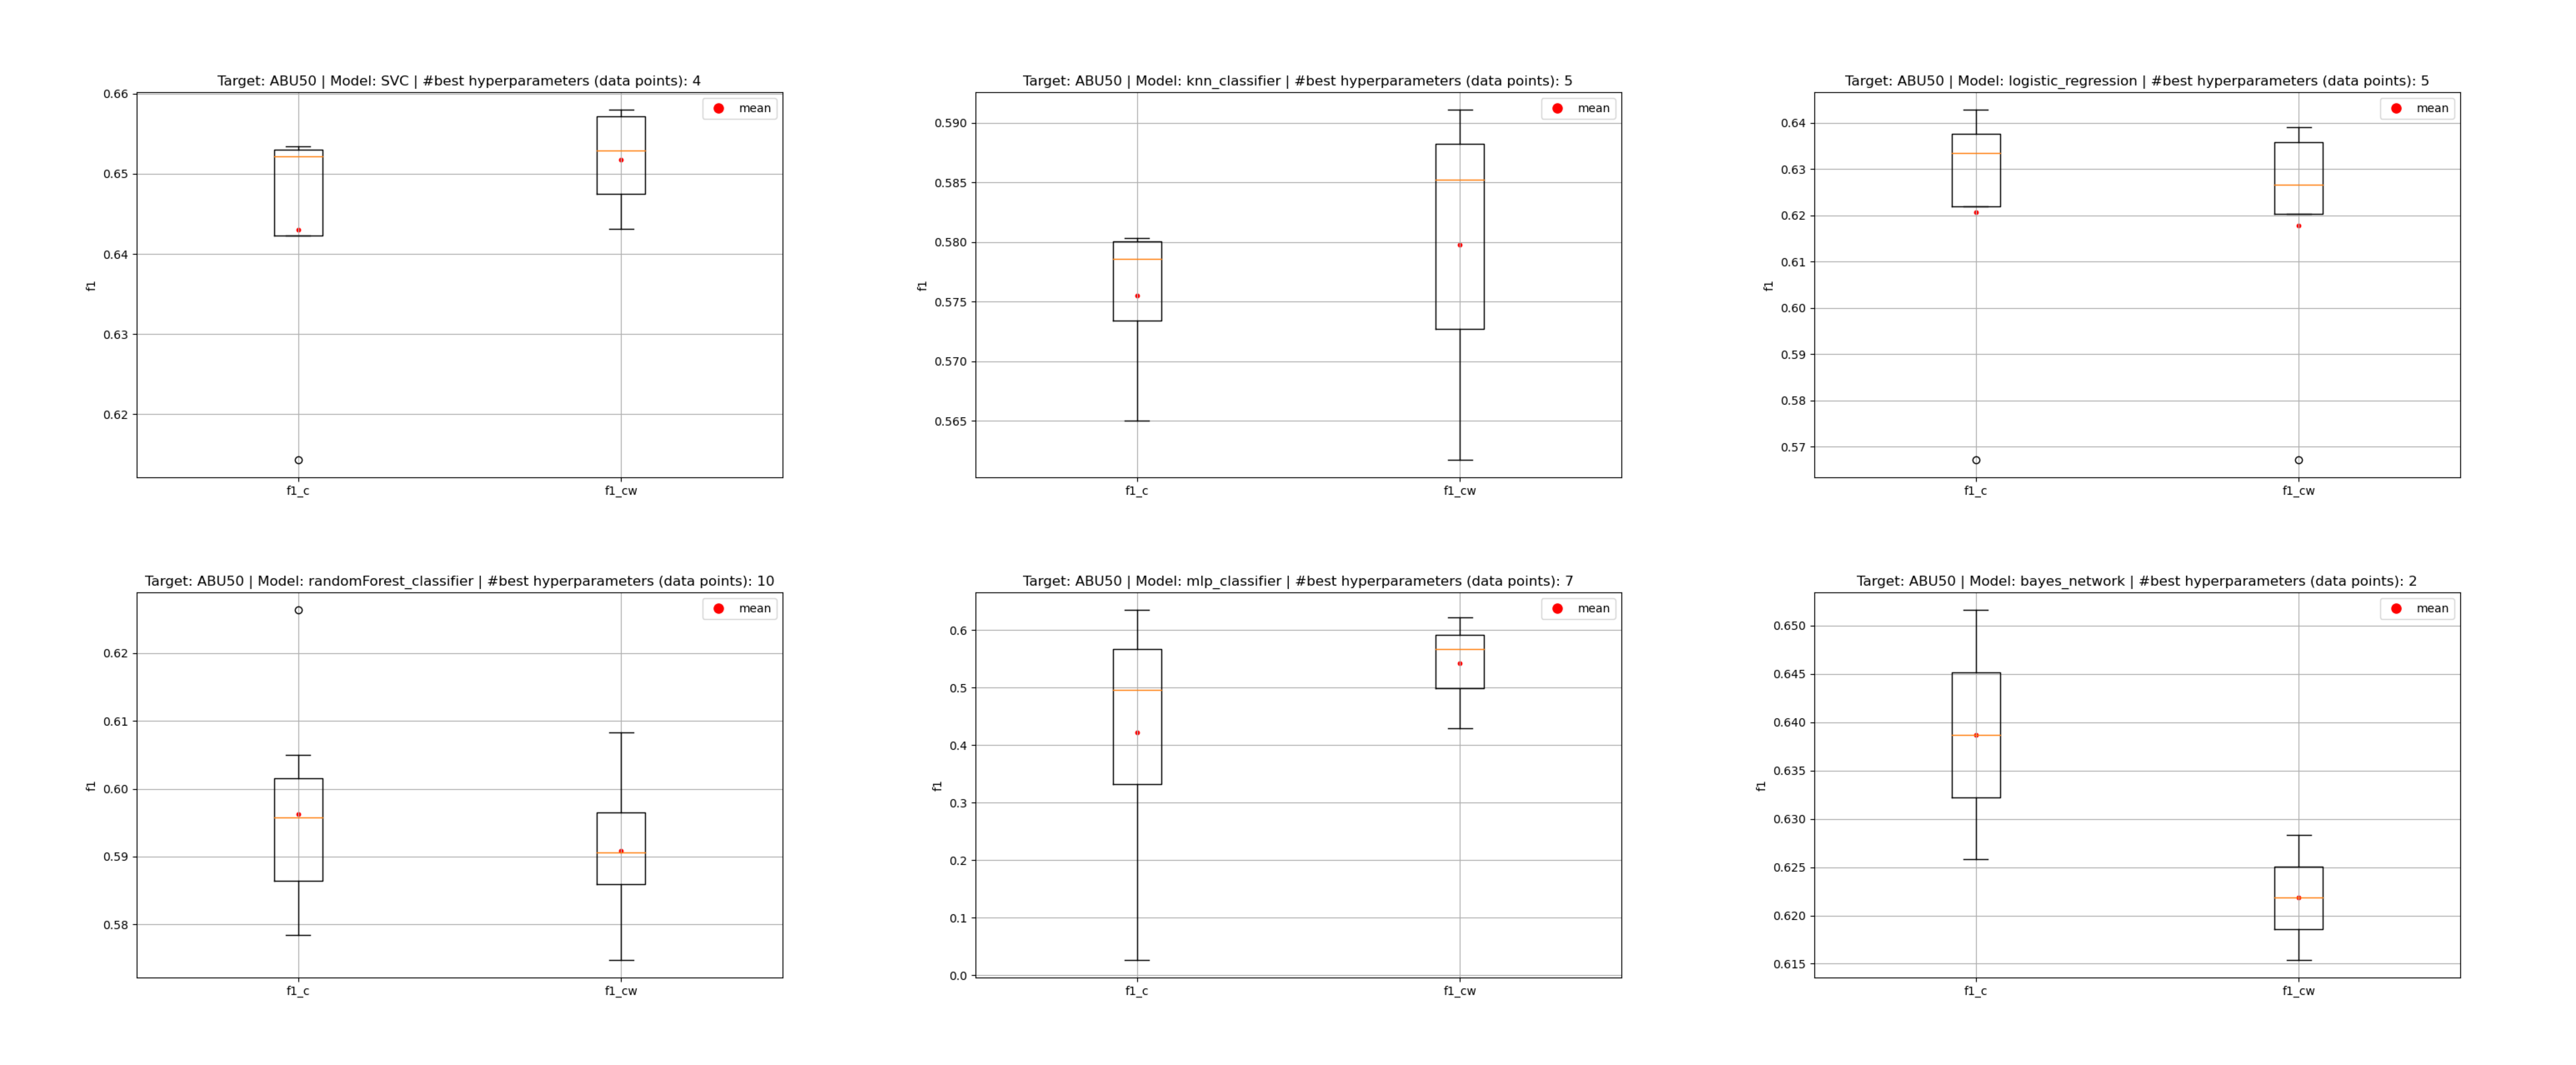 Target: ABU50 | Model: SVC | #best hyperparameters (data points): 4
mean
0.66
0.65
0.64
0.63
0.62
f1
f1_c
f1_cw
Target: ABU50 | Model: knn_classifier | #best hyperparameters (data points): 5
mean
0.590
0.585
0.580
0.575
0.570
0.565
f1
f1_c
f1_cw
Target: ABU50 | Model: logistic_regression | #best hyperparameters (data points): 5
mean
0.64
0.63
0.62
0.61
0.60
0.59
0.58
0.57
f1
f1_c
f1_cw
Target: ABU50 | Model: randomForest_classifier | #best hyperparameters (data points): 10
mean
0.62
0.61
0.60
0.59
0.58
f1
f1_c
f1_cw
Target: ABU50 | Model: mlp_classifier | #best hyperparameters (data points): 7
mean
0.6
0.5
0.4
0.3
0.2
0.1
0.0
f1
f1_c
f1_cw
Target: ABU50 | Model: bayes_network | #best hyperparameters (data points): 2
mean
0.650
0.645
0.640
0.635
0.630
0.625
0.620
0.615
f1
f1_c
f1_cw